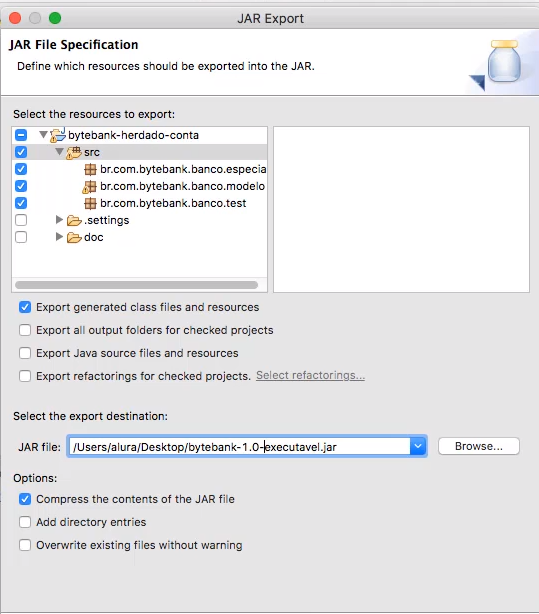 JAR Export
JAR File Specification
Define which resources should be exported into the JAR.
Select the resources to export:
bytebank-herdado-conta
src
br.com.bytebank.banco.especia
br.com.bytebank.banco.modelo
br.com.bytebank.banco.test
.settings
doc
Export generated class files and resources
Export all output folders for checked projects
Export Java source files and resources
Export refactorings for checked projects. Select refactorings...
Select the export destination:
JAR file: /Users/alura/Desktop/bytebank-1.0-executavel.jar Browse...
Options:
Compress the contents of the JAR file
Add directory entries
Overwrite existing files without warning